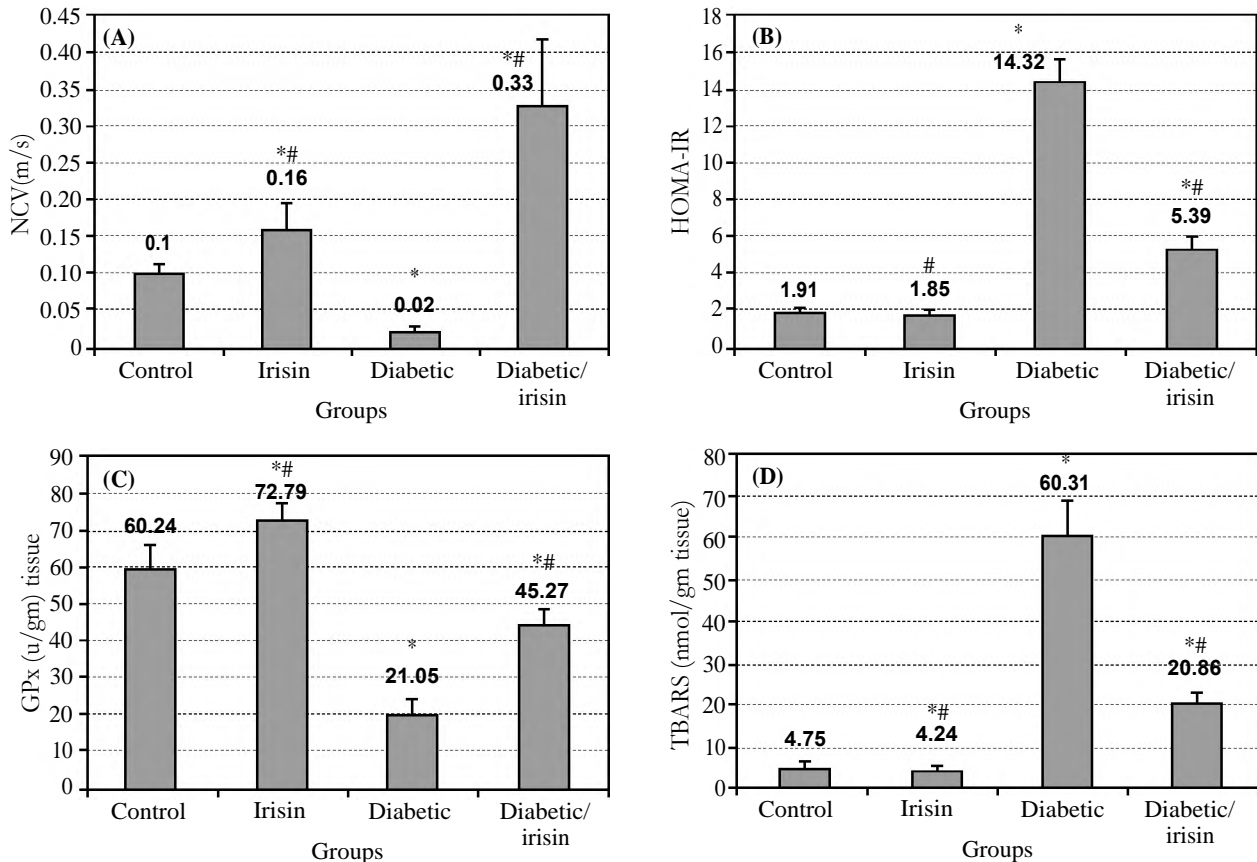 (A)
NCV(m/s)
0.45
0.40
0.35
0.30
0.25
0.20
0.15
0.10
0.05
0
0.1
*#
0.16
*
0.02
*#
0.33
Control
Irisin
Diabetic
Diabetic/
irisin
Groups
(B)
HOMA-IR
18
16
14
12
10
8
6
4
2
0
1.91
#
1.85
*
14.32
*#
5.39
Control
Irisin
Diabetic
Diabetic/
irisin
Groups
(C)
GPx (u/gm) tissue
90
80
70
60
50
40
30
20
10
0
60.24
*#
72.79
*
21.05
*#
45.27
Control
Irisin
Diabetic
Diabetic/
irisin
Groups
(D)
TBARS (nmol/gm tissue)
80
70
60
50
40
30
20
10
0
4.75
*#
4.24
*
60.31
*#
20.86
Control
Irisin
Diabetic
Diabetic/
irisin
Groups